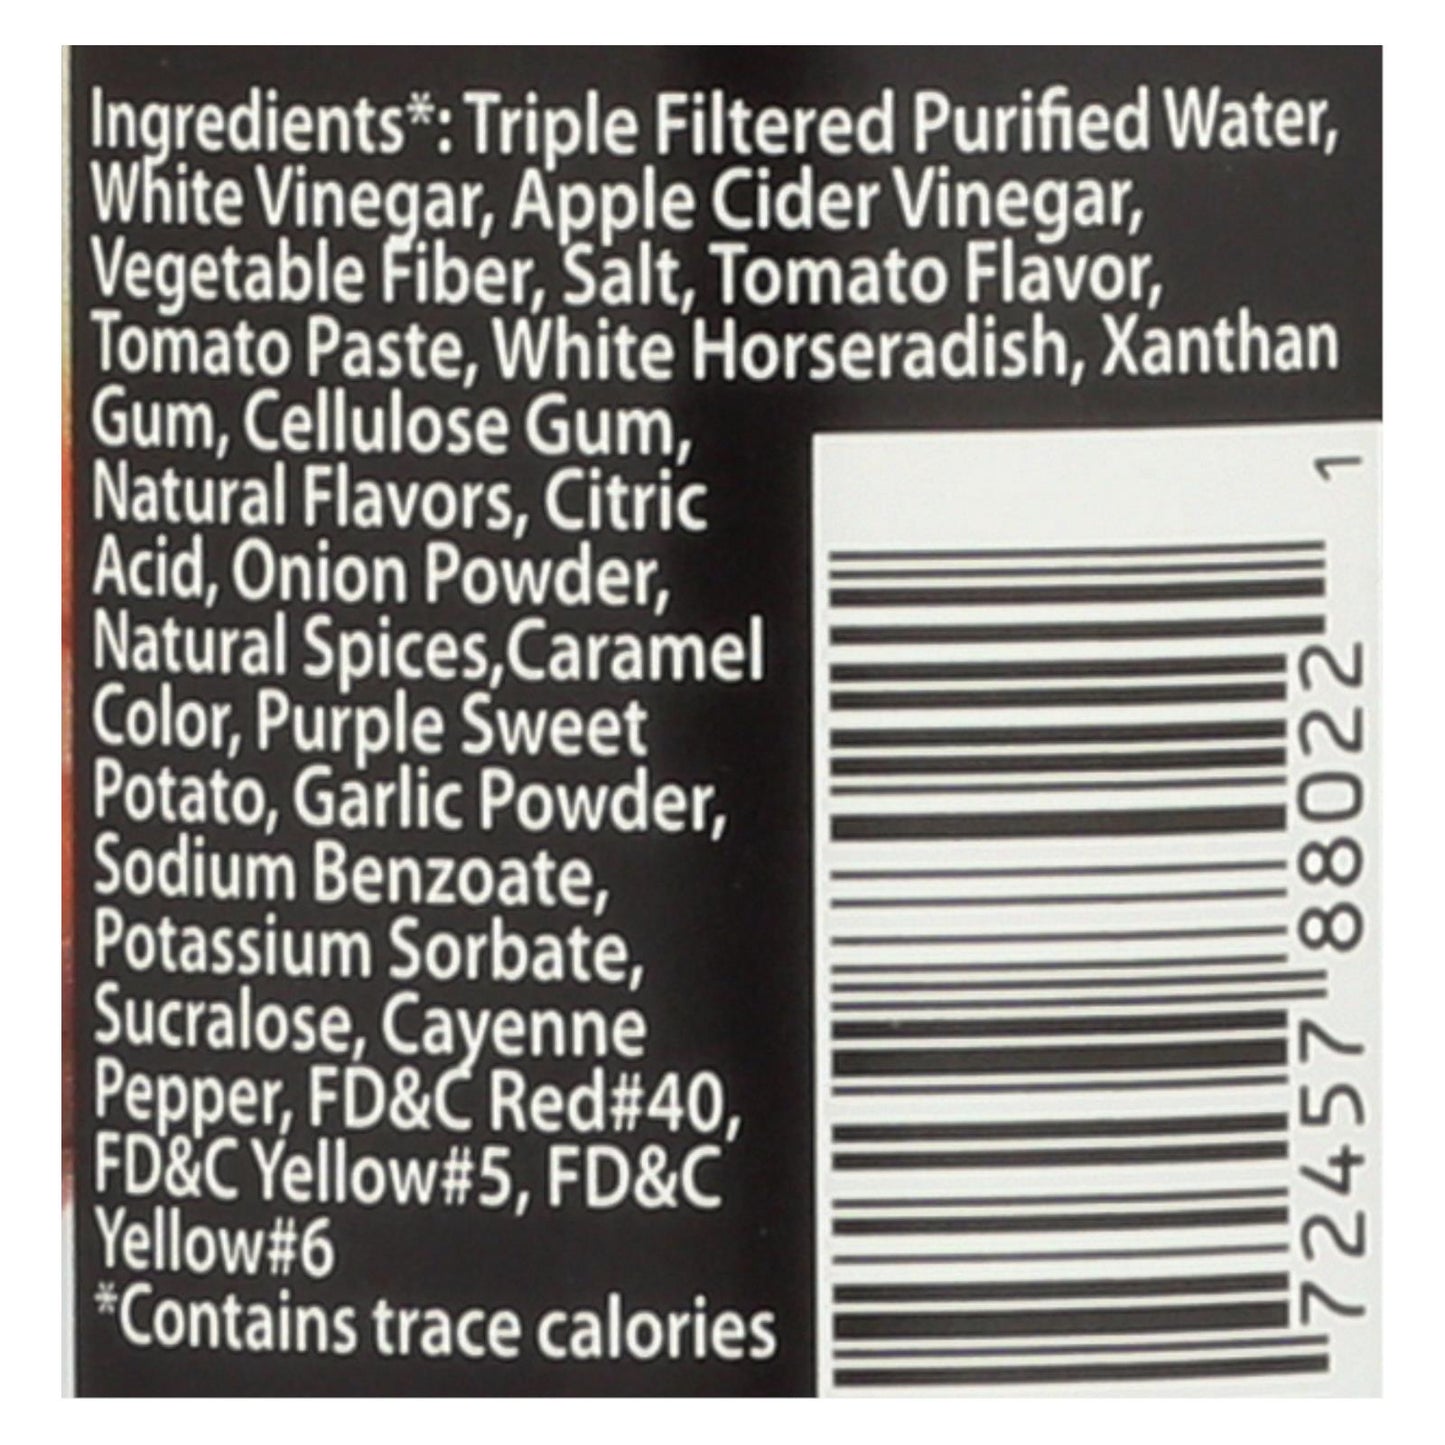 Ingredients*: Triple Filtered Purified Water,
White Vinegar, Apple Cider Vinegar,
Vegetable Fiber, Salt, Tomato Flavor,
Tomato Paste, White Horseradish, Xanthan
Gum, Cellulose Gum,
Natural Flavors, Citric
Acid, Onion Powder,
Natural Spices,Caramel
Color, Purple Sweet
Potato, Garlic Powder,
Sodium Benzoate,
Potassium Sorbate,
Sucralose, Cayenne
Pepper, FD&C Red#40,
FD&C Yellow#5, FD&C
Yellow#6
*Contains trace calories
7 2457 88022 1